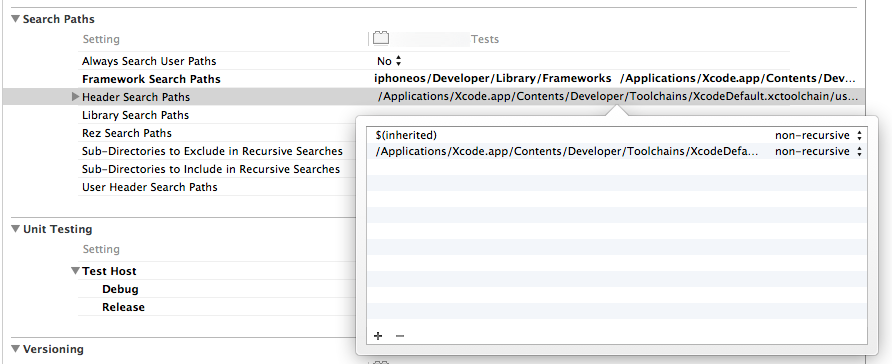 Search Paths
Setting Tests
Always Search User Paths No
Framework Search Paths iphoneos/Developer/Library/Frameworks /Applications/Xcode.app/Contents/Dev...
Header Search Paths /Applications/Xcode.app/Contents/Developer/Toolchains/XcodeDefault.xctoolchain/us...
Library Search Paths
Rez Search Paths
$(inherited) non-recursive
Sub-Directories to Exclude in Recursive Searches
/Applications/Xcode.app/Contents/Developer/Toolchains/XcodeDefa... non-recursive
Sub-Directories to Include in Recursive Searches
User Header Search Paths
Unit Testing
Setting
Test Host
Debug
Release
+ −
Versioning